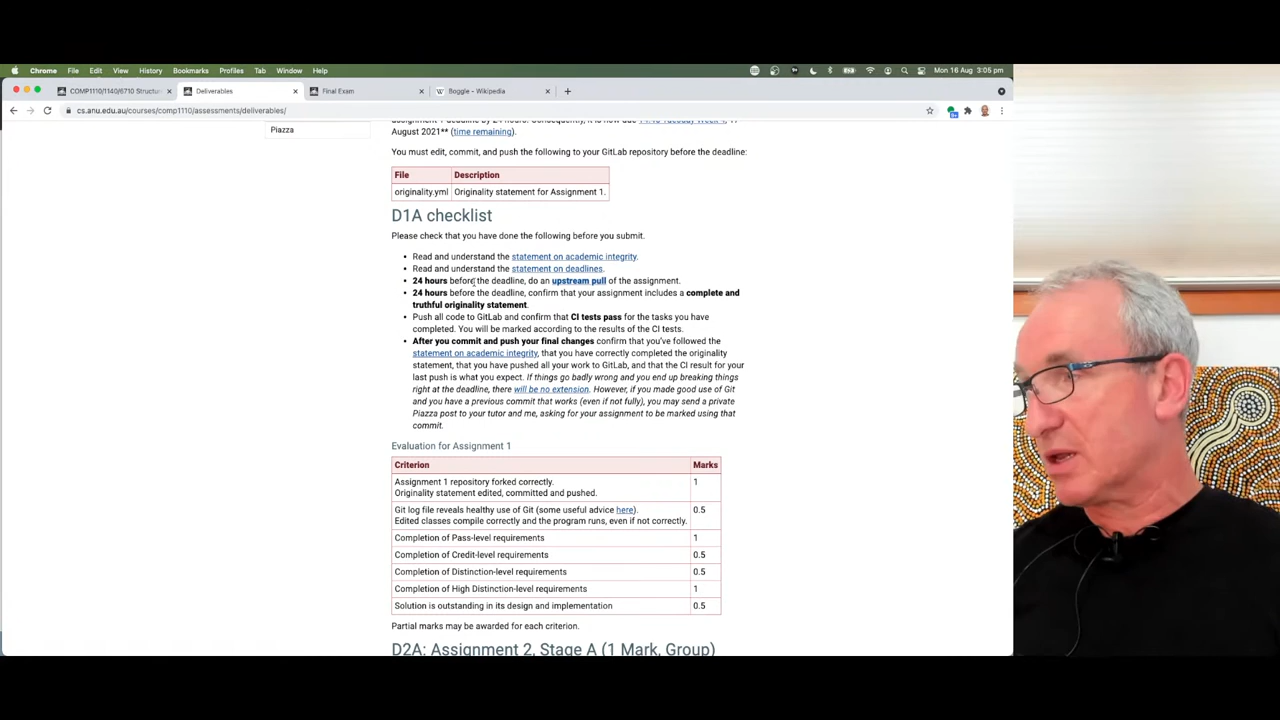 Chrome File Edit View History Bookmarks Profiles Tab Window Help
Mon 16 Aug 3:05 pm
COMP1110/1140/6710 Structur
Deliverables
Final Exam
Boggle - Wikipedia
cs.anu.edu.au/courses/comp1110/assessments/deliverables/
Piazza
August 2021** (time remaining).
You must edit, commit, and push the following to your GitLab repository before the deadline:
File Description
originality.yml Originality statement for Assignment 1.
D1A checklist
Please check that you have done the following before you submit.
Read and understand the statement on academic integrity.
Read and understand the statement on deadlines.
24 hours before the deadline, do an upstream pull of the assignment.
24 hours before the deadline, confirm that your assignment includes a complete and
truthful originality statement.
Push all code to GitLab and confirm that CI tests pass for the tasks you have
completed. You will be marked according to the results of the CI tests.
After you commit and push your final changes confirm that you've followed the
statement on academic integrity, that you have correctly completed the originality
statement, that you have pushed all your work to GitLab, and that the CI result for your
last push is what you expect. If things go badly wrong and you end up breaking things
right at the deadline, there will be no extension. However, if you made good use of Git
and you have a previous commit that works (even if not fully), you may send a private
Piazza post to your tutor and me, asking for your assignment to be marked using that
commit.
Evaluation for Assignment 1
Criterion Marks
Assignment 1 repository forked correctly. 1
Originality statement edited, committed and pushed.
Git log file reveals healthy use of Git (some useful advice here). 0.5
Edited classes compile correctly and the program runs, even if not correctly.
Completion of Pass-level requirements 1
Completion of Credit-level requirements 0.5
Completion of Distinction-level requirements 0.5
Completion of High Distinction-level requirements 1
Solution is outstanding in its design and implementation 0.5
Partial marks may be awarded for each criterion.
D2A: Assignment 2, Stage A (1 Mark, Group)